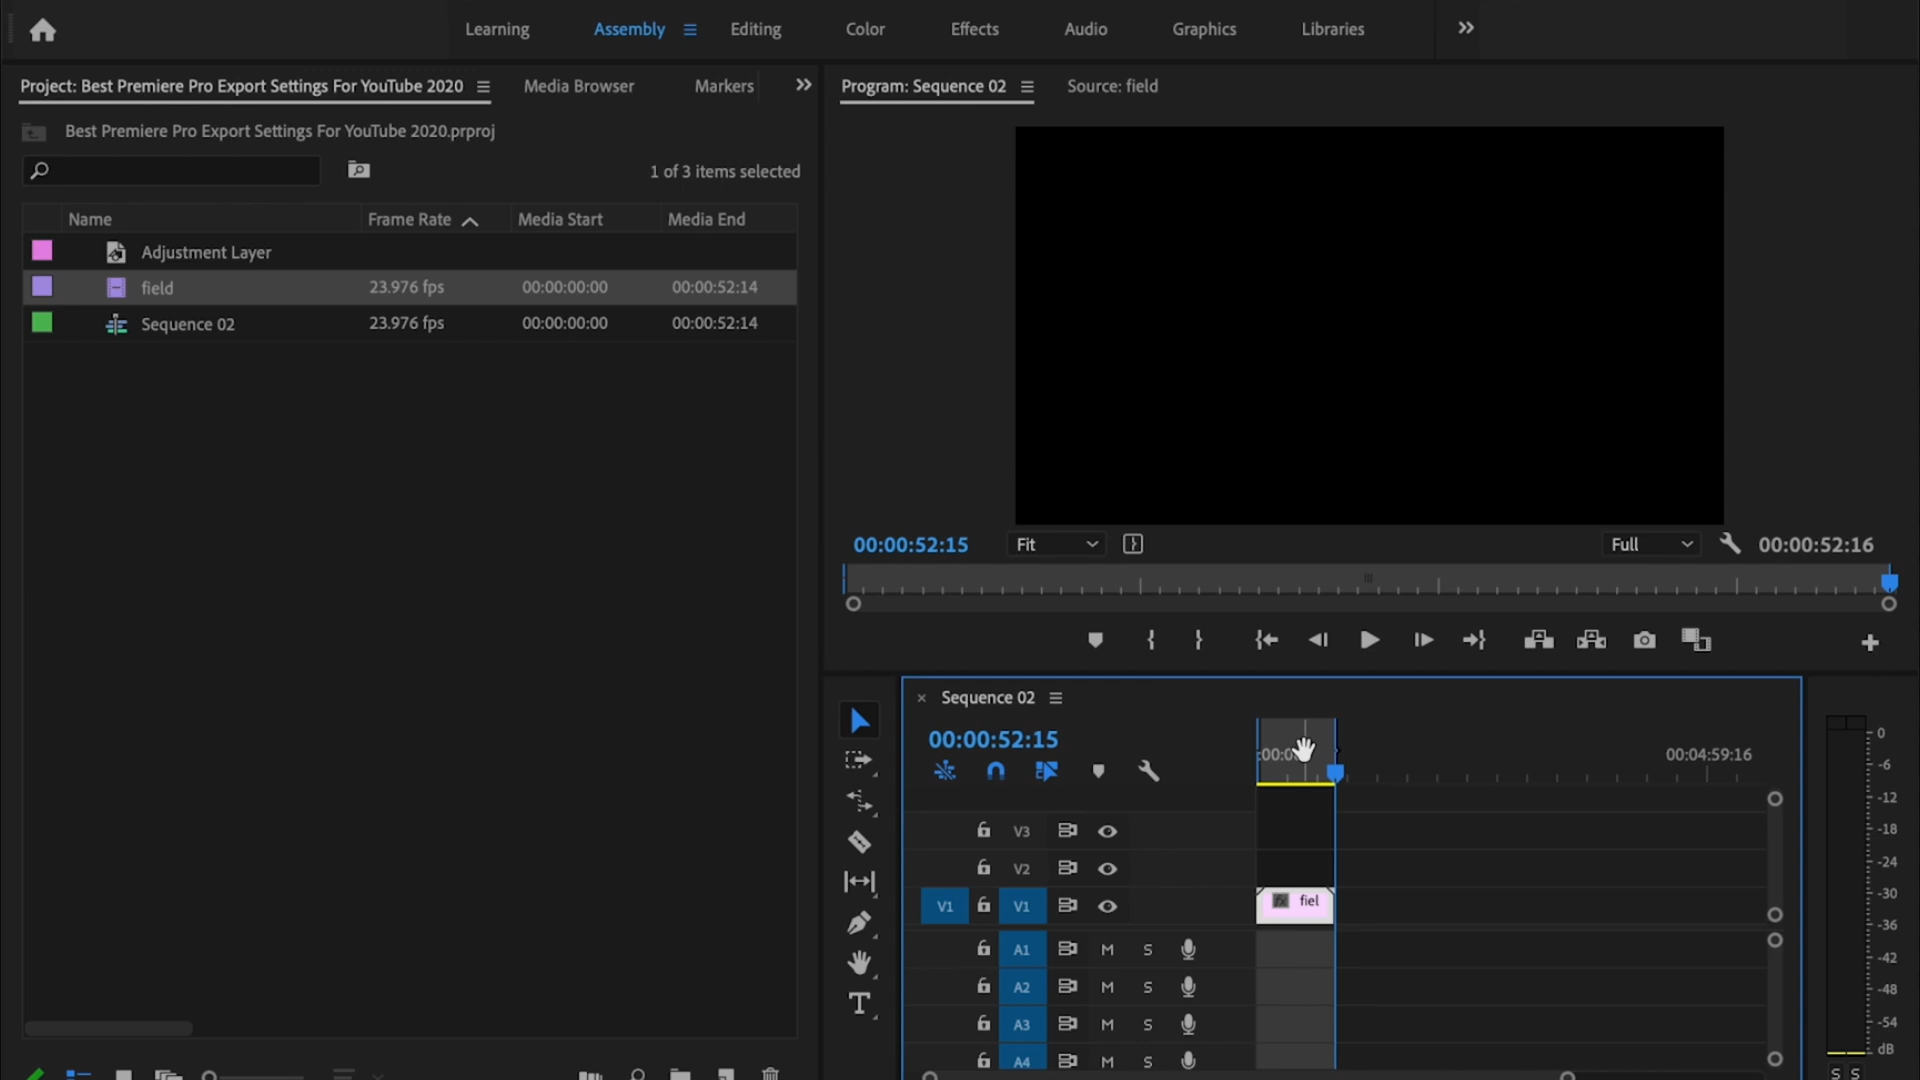 Learning Assembly Editing Color Effects Audio Graphics Libraries
Project: Best Premiere Pro Export Settings For YouTube 2020 Media Browser Markers
Best Premiere Pro Export Settings For YouTube 2020.prproj
1 of 3 items selected
Name Frame Rate Media Start Media End
Adjustment Layer
field 23.976 fps 00:00:00:00 00:00:52:14
Sequence 02 23.976 fps 00:00:00:00 00:00:52:14
Program: Sequence 02 Source: field
00:00:52:15 Fit Full 00:00:52:16
Sequence 02
00:00:52:15
:00:0 00:04:59:16
V3
V2
V1 V1 fx fiel
A1 M S
A2 M S
A3 M S
A4 M S
T
0
-6
-12
-18
-24
-30
-36
-42
-48
-54
dB
S S